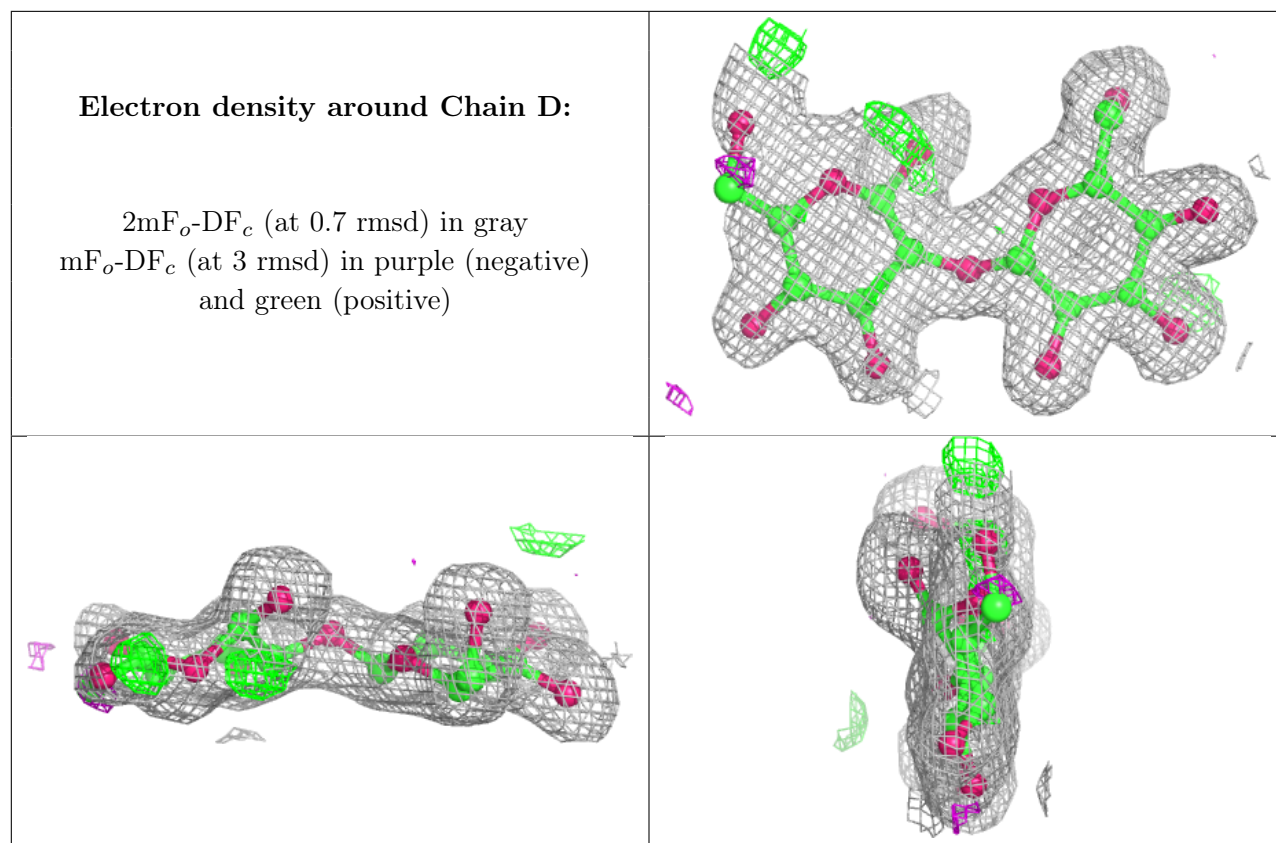 Electron density around Chain D:
2mFₒ-DF𝒸 (at 0.7 rmsd) in gray
mFₒ-DF𝒸 (at 3 rmsd) in purple (negative)
and green (positive)